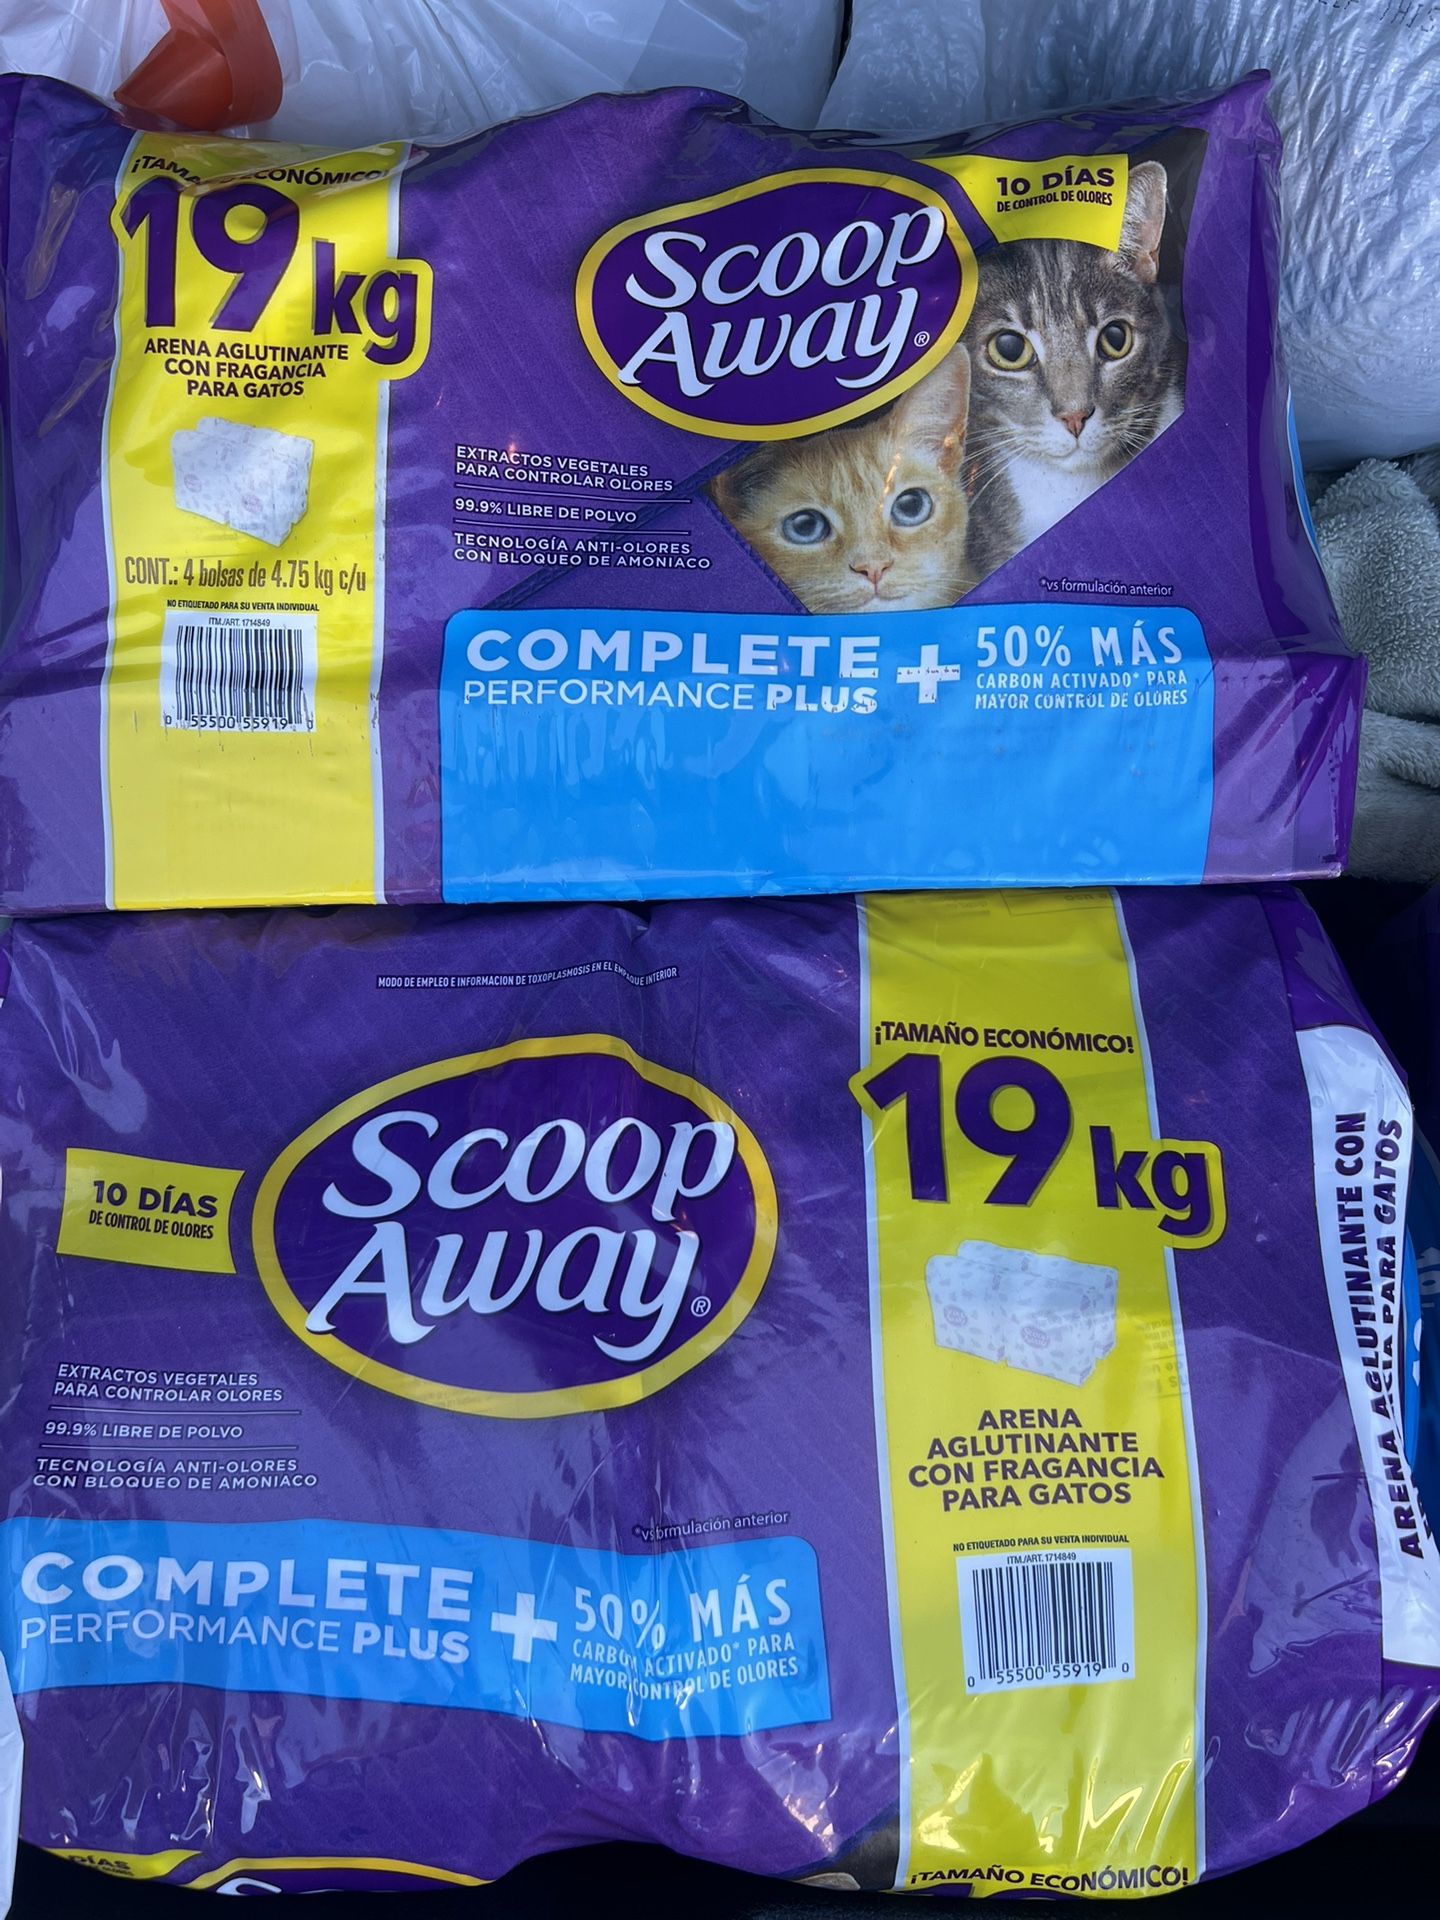 ¡TAMAÑO ECONÓMICO!
19 kg
ARENA AGLUTINANTE
CON FRAGANCIA
PARA GATOS
CONT.: 4 bolsas de 4.75 kg c/u
NO ETIQUETADO PARA SU VENTA INDIVIDUAL
ITM./ART. 1714849
0 55500 55919
SCOOP
AWAY®
10 DÍAS
DE CONTROL DE OLORES
EXTRACTOS VEGETALES
PARA CONTROLAR OLORES
99.9% LIBRE DE POLVO
TECNOLOGÍA ANTI-OLORES
CON BLOQUEO DE AMONIACO
*vs formulación anterior
COMPLETE
PERFORMANCE PLUS
+
50% MÁS
CARBON ACTIVADO* PARA
MAYOR CONTROL DE OLORES
MODO DE EMPLEO E INFORMACION DE TOXOPLASMOSIS EN EL EMPAQUE INTERIOR
10 DÍAS
DE CONTROL DE OLORES
SCOOP
AWAY®
EXTRACTOS VEGETALES
PARA CONTROLAR OLORES
99.9% LIBRE DE POLVO
TECNOLOGÍA ANTI-OLORES
CON BLOQUEO DE AMONIACO
*vs formulación anterior
COMPLETE
PERFORMANCE PLUS
+
50% MÁS
CARBON ACTIVADO* PARA
MAYOR CONTROL DE OLORES
¡TAMAÑO ECONÓMICO!
19 kg
ARENA
AGLUTINANTE
CON FRAGANCIA
PARA GATOS
NO ETIQUETADO PARA SU VENTA INDIVIDUAL
ITM./ART. 1714849
0 55500 55919 0
ARENA AGLUTINANTE CON
PARA GATOS
DÍAS
¡TAMAÑO ECONÓMICO!